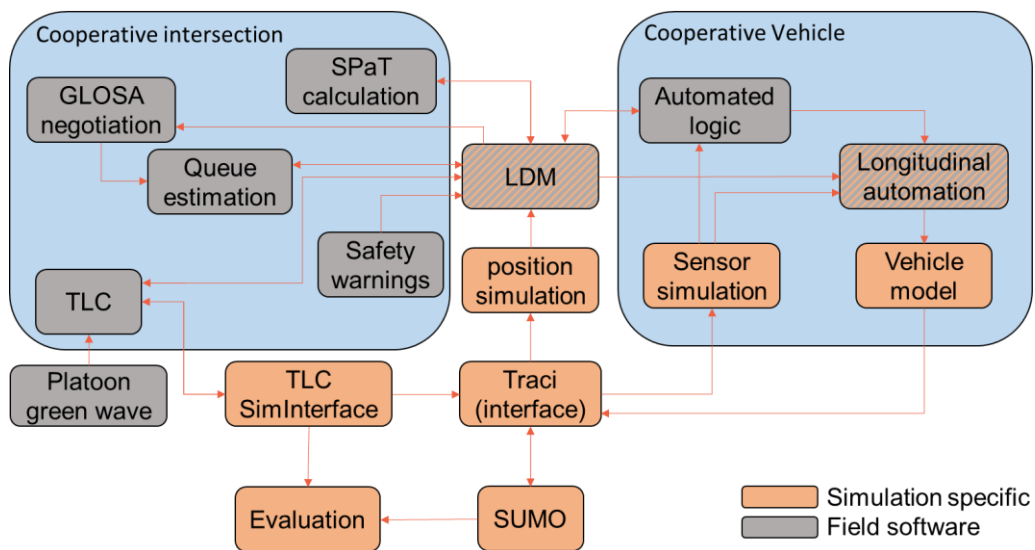 Cooperative intersection
Cooperative Vehicle
SPaT
calculation
GLOSA
negotiation
Automated
logic
Queue
estimation
LDM
Longitudinal
automation
Safety
warnings
position
simulation
Sensor
simulation
Vehicle
model
TLC
Platoon
green wave
TLC
SimInterface
Traci
(interface)
Evaluation
SUMO
Simulation specific
Field software